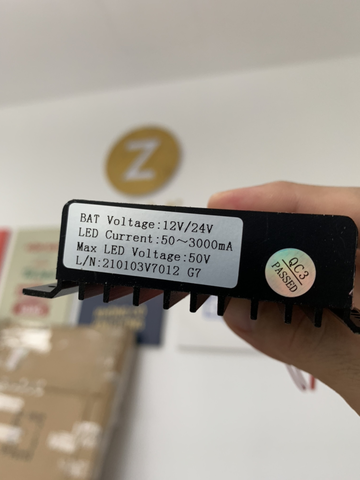 Z
BAT Voltage:12V/24V
LED Current:50～3000mA
Max LED Voltage:50V
L/N:210103V7012 G7
QC3
PASSED